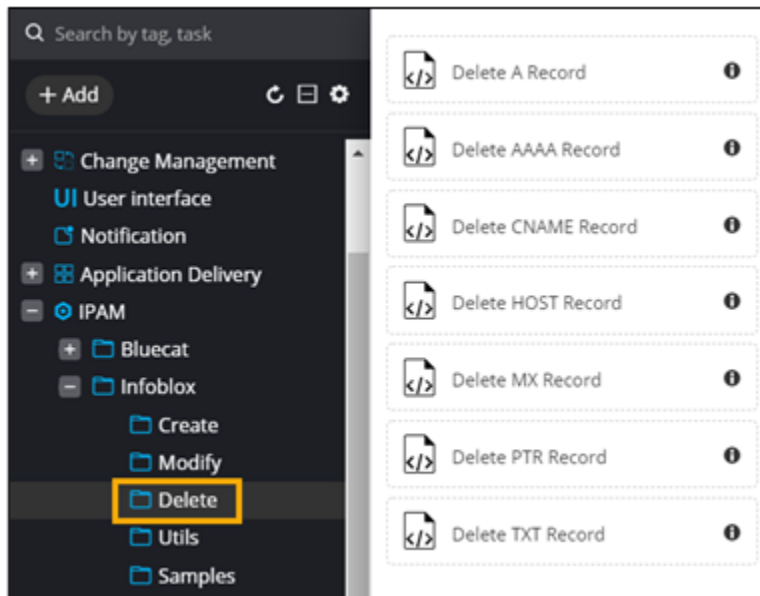 Search by tag, task
+ Add
Change Management
UI User interface
Notification
Application Delivery
IPAM
Bluecat
Infoblox
Create
Modify
Delete
Utils
Samples
Delete A Record
Delete AAAA Record
Delete CNAME Record
Delete HOST Record
Delete MX Record
Delete PTR Record
Delete TXT Record